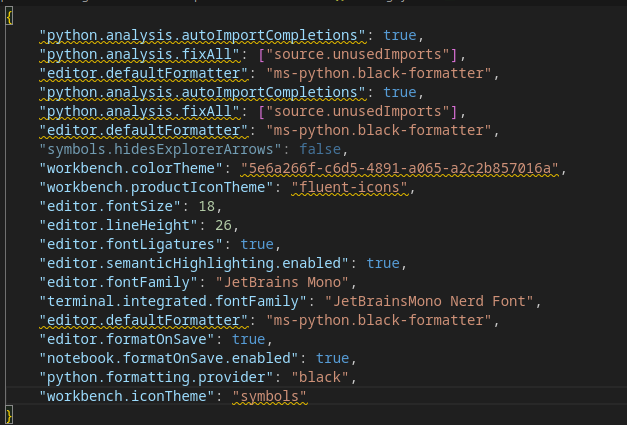 {
"python.analysis.autoImportCompletions": true,
"python.analysis.fixAll": ["source.unusedImports"],
"editor.defaultFormatter": "ms-python.black-formatter",
"python.analysis.autoImportCompletions": true,
"python.analysis.fixAll": ["source.unusedImports"],
"editor.defaultFormatter": "ms-python.black-formatter",
"symbols.hidesExplorerArrows": false,
"workbench.colorTheme": "5e6a266f-c6d5-4891-a065-a2c2b857016a",
"workbench.productIconTheme": "fluent-icons",
"editor.fontSize": 18,
"editor.lineHeight": 26,
"editor.fontLigatures": true,
"editor.semanticHighlighting.enabled": true,
"editor.fontFamily": "JetBrains Mono",
"terminal.integrated.fontFamily": "JetBrainsMono Nerd Font",
"editor.defaultFormatter": "ms-python.black-formatter",
"editor.formatOnSave": true,
"notebook.formatOnSave.enabled": true,
"python.formatting.provider": "black",
"workbench.iconTheme": "symbols"
}